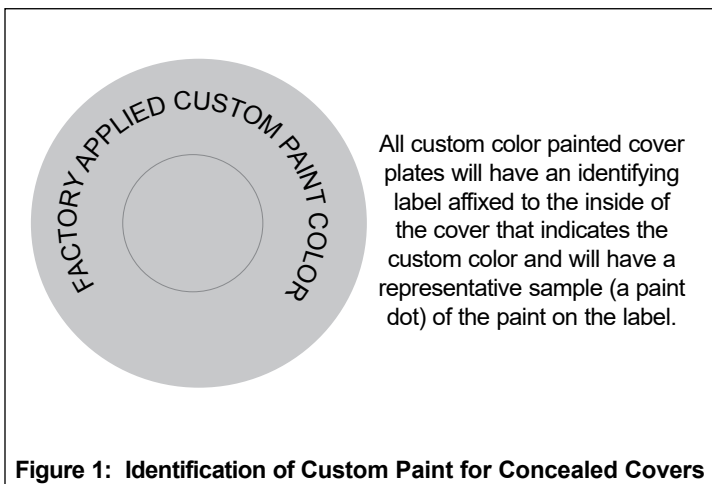 FACTORY APPLIED CUSTOM PAINT COLOR
All custom color painted cover
plates will have an identifying
label affixed to the inside of
the cover that indicates the
custom color and will have a
representative sample (a paint
dot) of the paint on the label.
Figure 1: Identification of Custom Paint for Concealed Covers